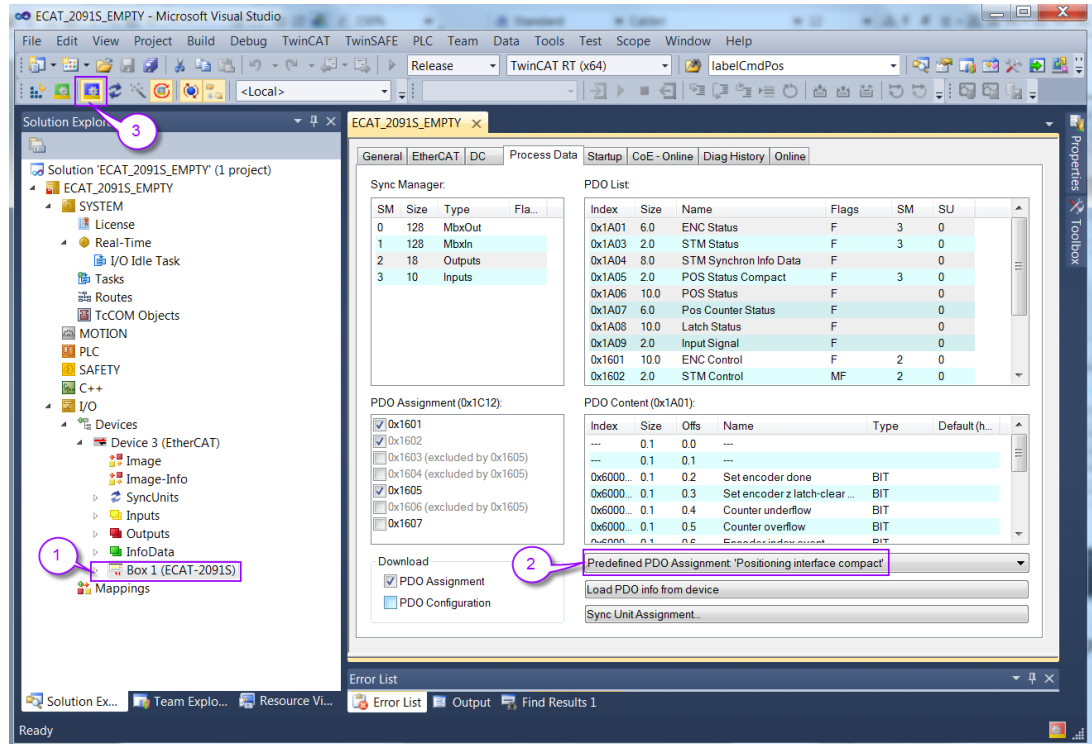 ECAT_2091S_EMPTY - Microsoft Visual Studio
File Edit View Project Build Debug TwinCAT TwinSAFE PLC Team Data Tools Test Scope Window Help
Release TwinCAT RT (x64) labelCmdPos
<Local>
3
Solution Explor
Solution 'ECAT_2091S_EMPTY' (1 project)
ECAT_2091S_EMPTY
SYSTEM
License
Real-Time
I/O Idle Task
Tasks
Routes
TcCOM Objects
MOTION
PLC
SAFETY
C++
I/O
Devices
Device 3 (EtherCAT)
Image
Image-Info
SyncUnits
Inputs
Outputs
InfoData
1
Box 1 (ECAT-2091S)
Mappings
Solution Ex... Team Explo... Resource Vi...
ECAT_2091S_EMPTY
General EtherCAT DC Process Data Startup CoE - Online Diag History Online
Sync Manager:
SM Size Type Fla...
0 128 MbxOut
1 128 MbxIn
2 18 Outputs
3 10 Inputs
PDO List:
Index Size Name Flags SM SU
0x1A01 6.0 ENC Status F 3 0
0x1A03 2.0 STM Status F 3 0
0x1A04 8.0 STM Synchron Info Data F 0
0x1A05 2.0 POS Status Compact F 3 0
0x1A06 10.0 POS Status F 0
0x1A07 6.0 Pos Counter Status F 0
0x1A08 10.0 Latch Status F 0
0x1A09 2.0 Input Signal F 0
0x1601 10.0 ENC Control F 2 0
0x1602 2.0 STM Control MF 2 0
PDO Assignment (0x1C12):
0x1601
0x1602
0x1603 (excluded by 0x1605)
0x1604 (excluded by 0x1605)
0x1605
0x1606 (excluded by 0x1605)
0x1607
PDO Content (0x1A01):
Index Size Offs Name Type Default (h...
--- 0.1 0.0 ---
--- 0.1 0.1 ---
0x6000... 0.1 0.2 Set encoder done BIT
0x6000... 0.1 0.3 Set encoder z latch-clear ... BIT
0x6000... 0.1 0.4 Counter underflow BIT
0x6000... 0.1 0.5 Counter overflow BIT
0x6000... 0.1 0.6 Encoder index event BIT
Download
PDO Assignment
PDO Configuration
2
Predefined PDO Assignment: 'Positioning interface compact'
Load PDO info from device
Sync Unit Assignment...
Error List
Error List Output Find Results 1
Properties
Toolbox
Ready